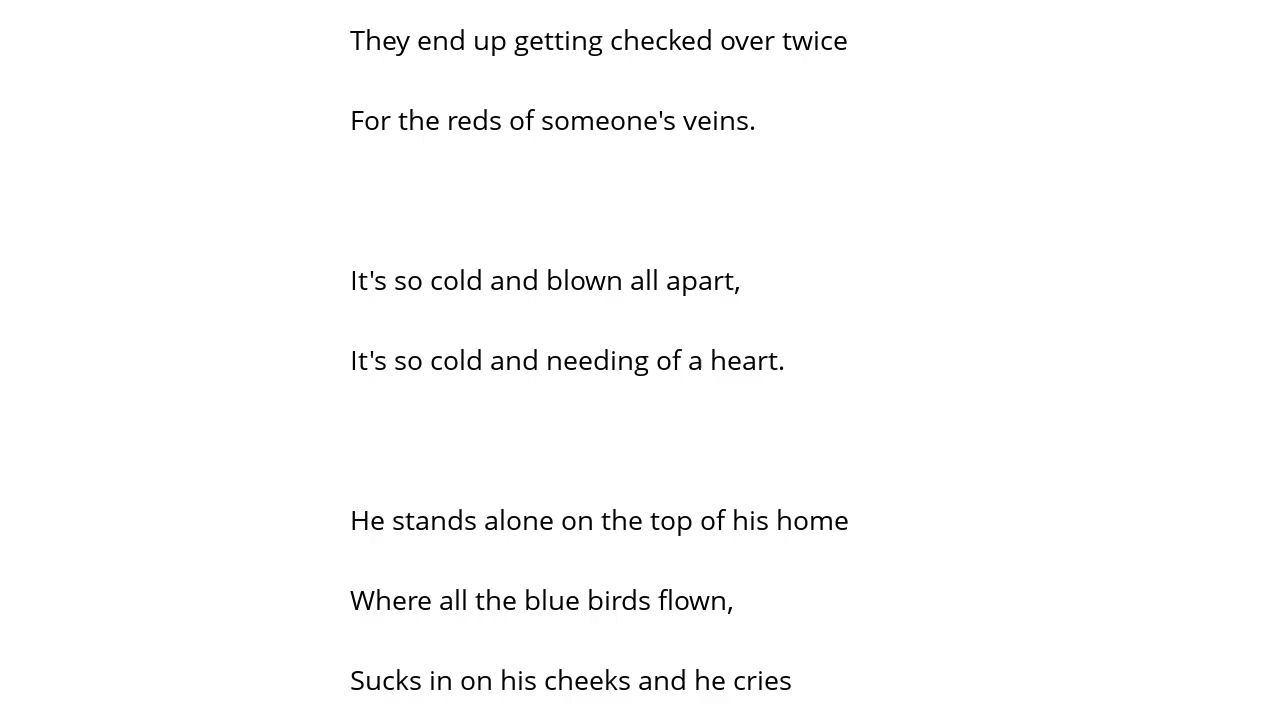 They end up getting checked over twice
For the reds of someone's veins.
It's so cold and blown all apart,
It's so cold and needing of a heart.
He stands alone on the top of his home
Where all the blue birds flown,
Sucks in on his cheeks and he cries